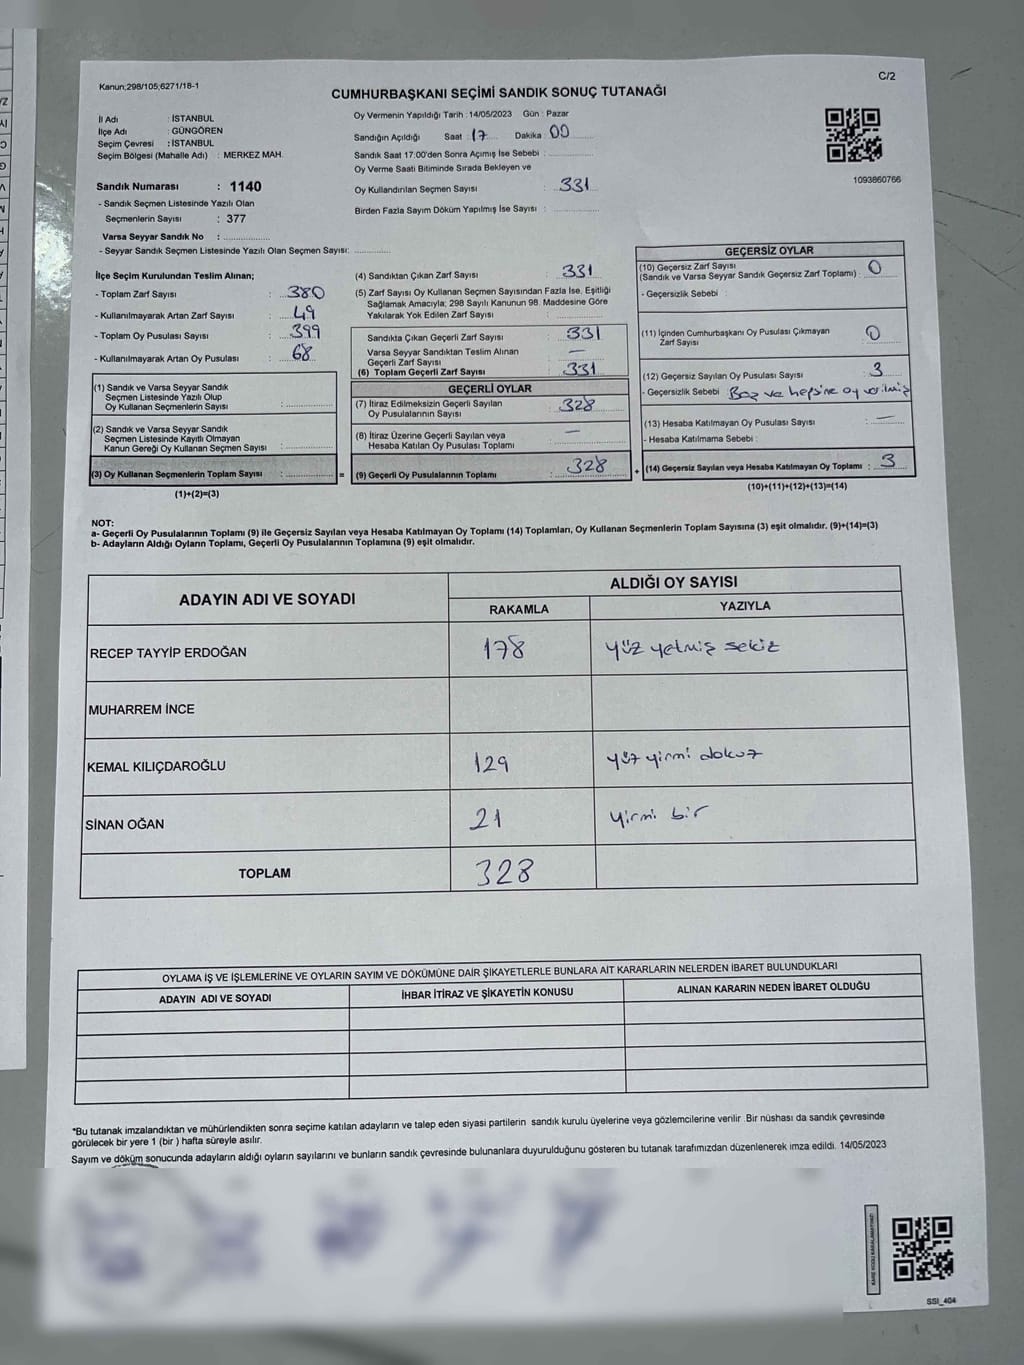 C/2
Kanun;298/105;6271/18-1
CUMHURBAŞKANI SEÇİMİ SANDIK SONUÇ TUTANAĞI
İl Adı : İSTANBUL
İlçe Adı : GÜNGÖREN
Seçim Çevresi : İSTANBUL
Seçim Bölgesi (Mahalle Adı) : MERKEZ MAH.
Oy Vermenin Yapıldığı Tarih : 14/05/2023 Gün : Pazar
Sandığın Açıldığı Saat : 17 Dakika : 00
Sandık Saat 17:00'den Sonra Açımış İse Sebebi :
Oy Verme Saati Bitiminde Sırada Bekleyen ve
Oy Kullandırılan Seçmen Sayısı : 331
Birden Fazla Sayım Döküm Yapılmış İse Sayısı :
1093860766
Sandık Numarası : 1140
- Sandık Seçmen Listesinde Yazılı Olan
Seçmenlerin Sayısı : 377
Varsa Seyyar Sandık No :
- Seyyar Sandık Seçmen Listesinde Yazılı Olan Seçmen Sayısı:
İlçe Seçim Kurulundan Teslim Alınan;
- Toplam Zarf Sayısı : 380
- Kullanılmayarak Artan Zarf Sayısı : 49
- Toplam Oy Pusulası Sayısı : 399
- Kullanılmayarak Artan Oy Pusulası : 68
(1) Sandık ve Varsa Seyyar Sandık
Seçmen Listesinde Yazılı Olup
Oy Kullanan Seçmenlerin Sayısı :
(2) Sandık ve Varsa Seyyar Sandık
Seçmen Listesinde Kayıtlı Olmayan
Kanun Gereği Oy Kullanan Seçmen Sayısı :
(3) Oy Kullanan Seçmenlerin Toplam Sayısı :
(1)+(2)=(3)
(4) Sandıktan Çıkan Zarf Sayısı : 331
(5) Zarf Sayısı Oy Kullanan Seçmen Sayısından Fazla İse, Eşitliği
Sağlamak Amacıyla; 298 Sayılı Kanunun 98. Maddesine Göre
Yakılarak Yok Edilen Zarf Sayısı :
Sandıkta Çıkan Geçerli Zarf Sayısı : 331
Varsa Seyyar Sandıktan Teslim Alınan
Geçerli Zarf Sayısı : —
(6) Toplam Geçerli Zarf Sayısı : 331
GEÇERLİ OYLAR
(7) İtiraz Edilmeksizin Geçerli Sayılan
Oy Pusulalarının Sayısı : 328
(8) İtiraz Üzerine Geçerli Sayılan veya
Hesaba Katılan Oy Pusulası Toplamı : —
= (9) Geçerli Oy Pusulalarının Toplamı : 328
GEÇERSİZ OYLAR
(10) Geçersiz Zarf Sayısı
(Sandık ve Varsa Seyyar Sandık Geçersiz Zarf Toplamı) : 0
- Geçersizlik Sebebi :
(11) İçinden Cumhurbaşkanı Oy Pusulası Çıkmayan
Zarf Sayısı : 0
(12) Geçersiz Sayılan Oy Pusulası Sayısı : 3
- Geçersizlik Sebebi : Boş ve hepsine oy verilmiş
(13) Hesaba Katılmayan Oy Pusulası Sayısı : —
- Hesaba Katılmama Sebebi :
+ (14) Geçersiz Sayılan veya Hesaba Katılmayan Oy Toplamı : 3
(10)+(11)+(12)+(13)=(14)
NOT:
a- Geçerli Oy Pusulalarının Toplamı (9) ile Geçersiz Sayılan veya Hesaba Katılmayan Oy Toplamı (14) Toplamları, Oy Kullanan Seçmenlerin Toplam Sayısına (3) eşit olmalıdır. (9)+(14)=(3)
b- Adayların Aldığı Oyların Toplamı, Geçerli Oy Pusulalarının Toplamına (9) eşit olmalıdır.
ADAYIN ADI VE SOYADI
ALDIĞI OY SAYISI
RAKAMLA YAZIYLA
RECEP TAYYİP ERDOĞAN 178 yüz yetmiş sekiz
MUHARREM İNCE
KEMAL KILIÇDAROĞLU 129 yüz yirmi dokuz
SİNAN OĞAN 21 yirmi bir
TOPLAM 328
OYLAMA İŞ VE İŞLEMLERİNE VE OYLARIN SAYIM VE DÖKÜMÜNE DAİR ŞİKAYETLERLE BUNLARA AİT KARARLARIN NELERDEN İBARET BULUNDUKLARI
ADAYIN ADI VE SOYADI İHBAR İTİRAZ VE ŞİKAYETİN KONUSU ALINAN KARARIN NEDEN İBARET OLDUĞU
*Bu tutanak imzalandıktan ve mühürlendikten sonra seçime katılan adayların ve talep eden siyasi partilerin sandık kurulu üyelerine veya gözlemcilerine verilir. Bir nüshası da sandık çevresinde
görülecek bir yere 1 (bir ) hafta süreyle asılır.
Sayım ve döküm sonucunda adayların aldığı oyların sayılarını ve bunların sandık çevresinde bulunanlara duyurulduğunu gösteren bu tutanak tarafımızdan düzenlenerek imza edildi. 14/05/2023
KARE KODU KARALAMAYINIZ!
SSI_404